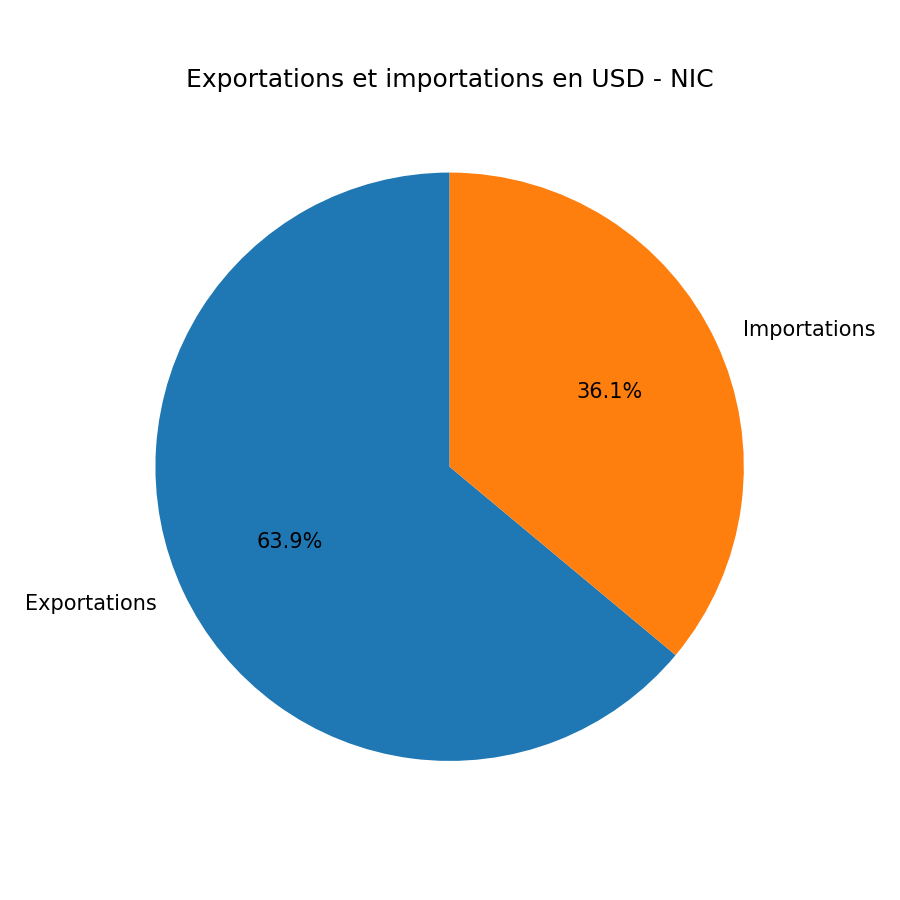 Exportations et importations en USD - NIC
Importations
36.1%
63.9%
Exportations